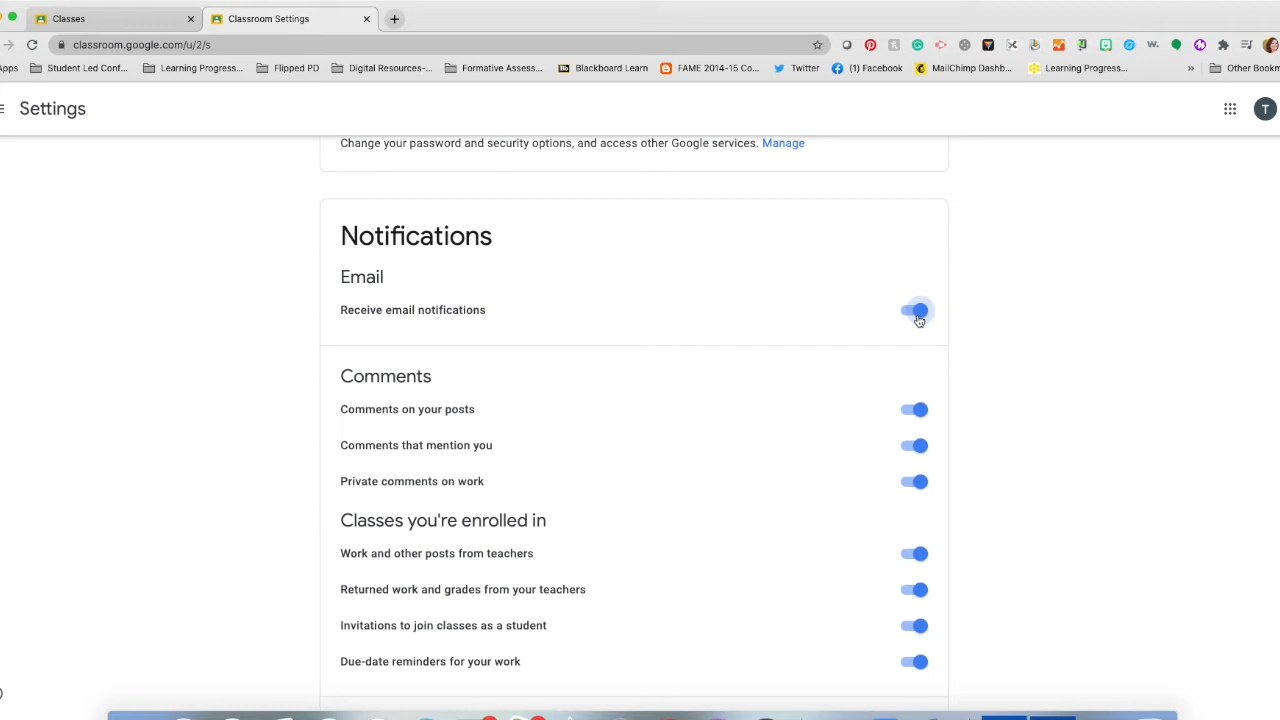 Classes
Classroom Settings
classroom.google.com/u/2/s
W.
pps
Student Led Conf...
Learning Progress...
Flipped PD
Digital Resources-...
Formative Assess...
Bb
Blackboard Learn
FAME 2014-15 Co...
Twitter
(1) Facebook
MailChimp Dashb...
Learning Progress...
»
Other Bookm
Settings
T
Change your password and security options, and access other Google services. Manage
Notifications
Email
Receive email notifications
Comments
Comments on your posts
Comments that mention you
Private comments on work
Classes you're enrolled in
Work and other posts from teachers
Returned work and grades from your teachers
Invitations to join classes as a student
Due-date reminders for your work